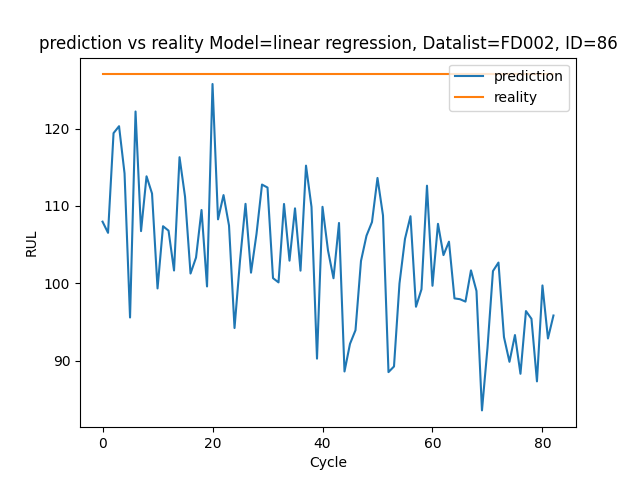 prediction vs reality Model=linear regression, Datalist=FD002, ID=86
prediction
reality
RUL
120
110
100
90
0 20 40 60 80
Cycle